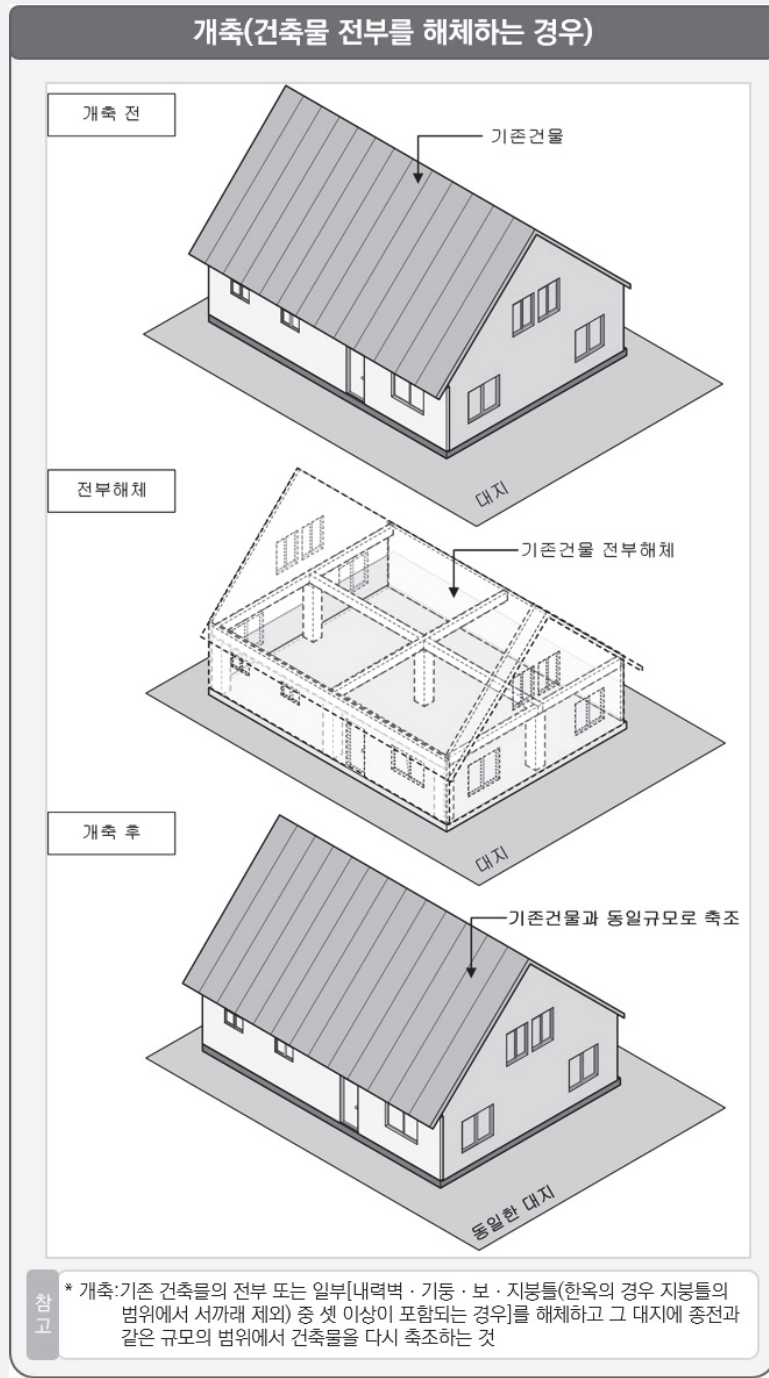 개축(건축물 전부를 해체하는 경우)
개축 전
기존건물
대지
전부해체
기존건물 전부해체
대지
개축 후
기존건물과 동일규모로 축조
동일한 대지
참고
* 개축:기존 건축물의 전부 또는 일부[내력벽 · 기둥 · 보 · 지붕틀(한옥의 경우 지붕틀의
범위에서 서까래 제외) 중 셋 이상이 포함되는 경우]를 해체하고 그 대지에 종전과
같은 규모의 범위에서 건축물을 다시 축조하는 것